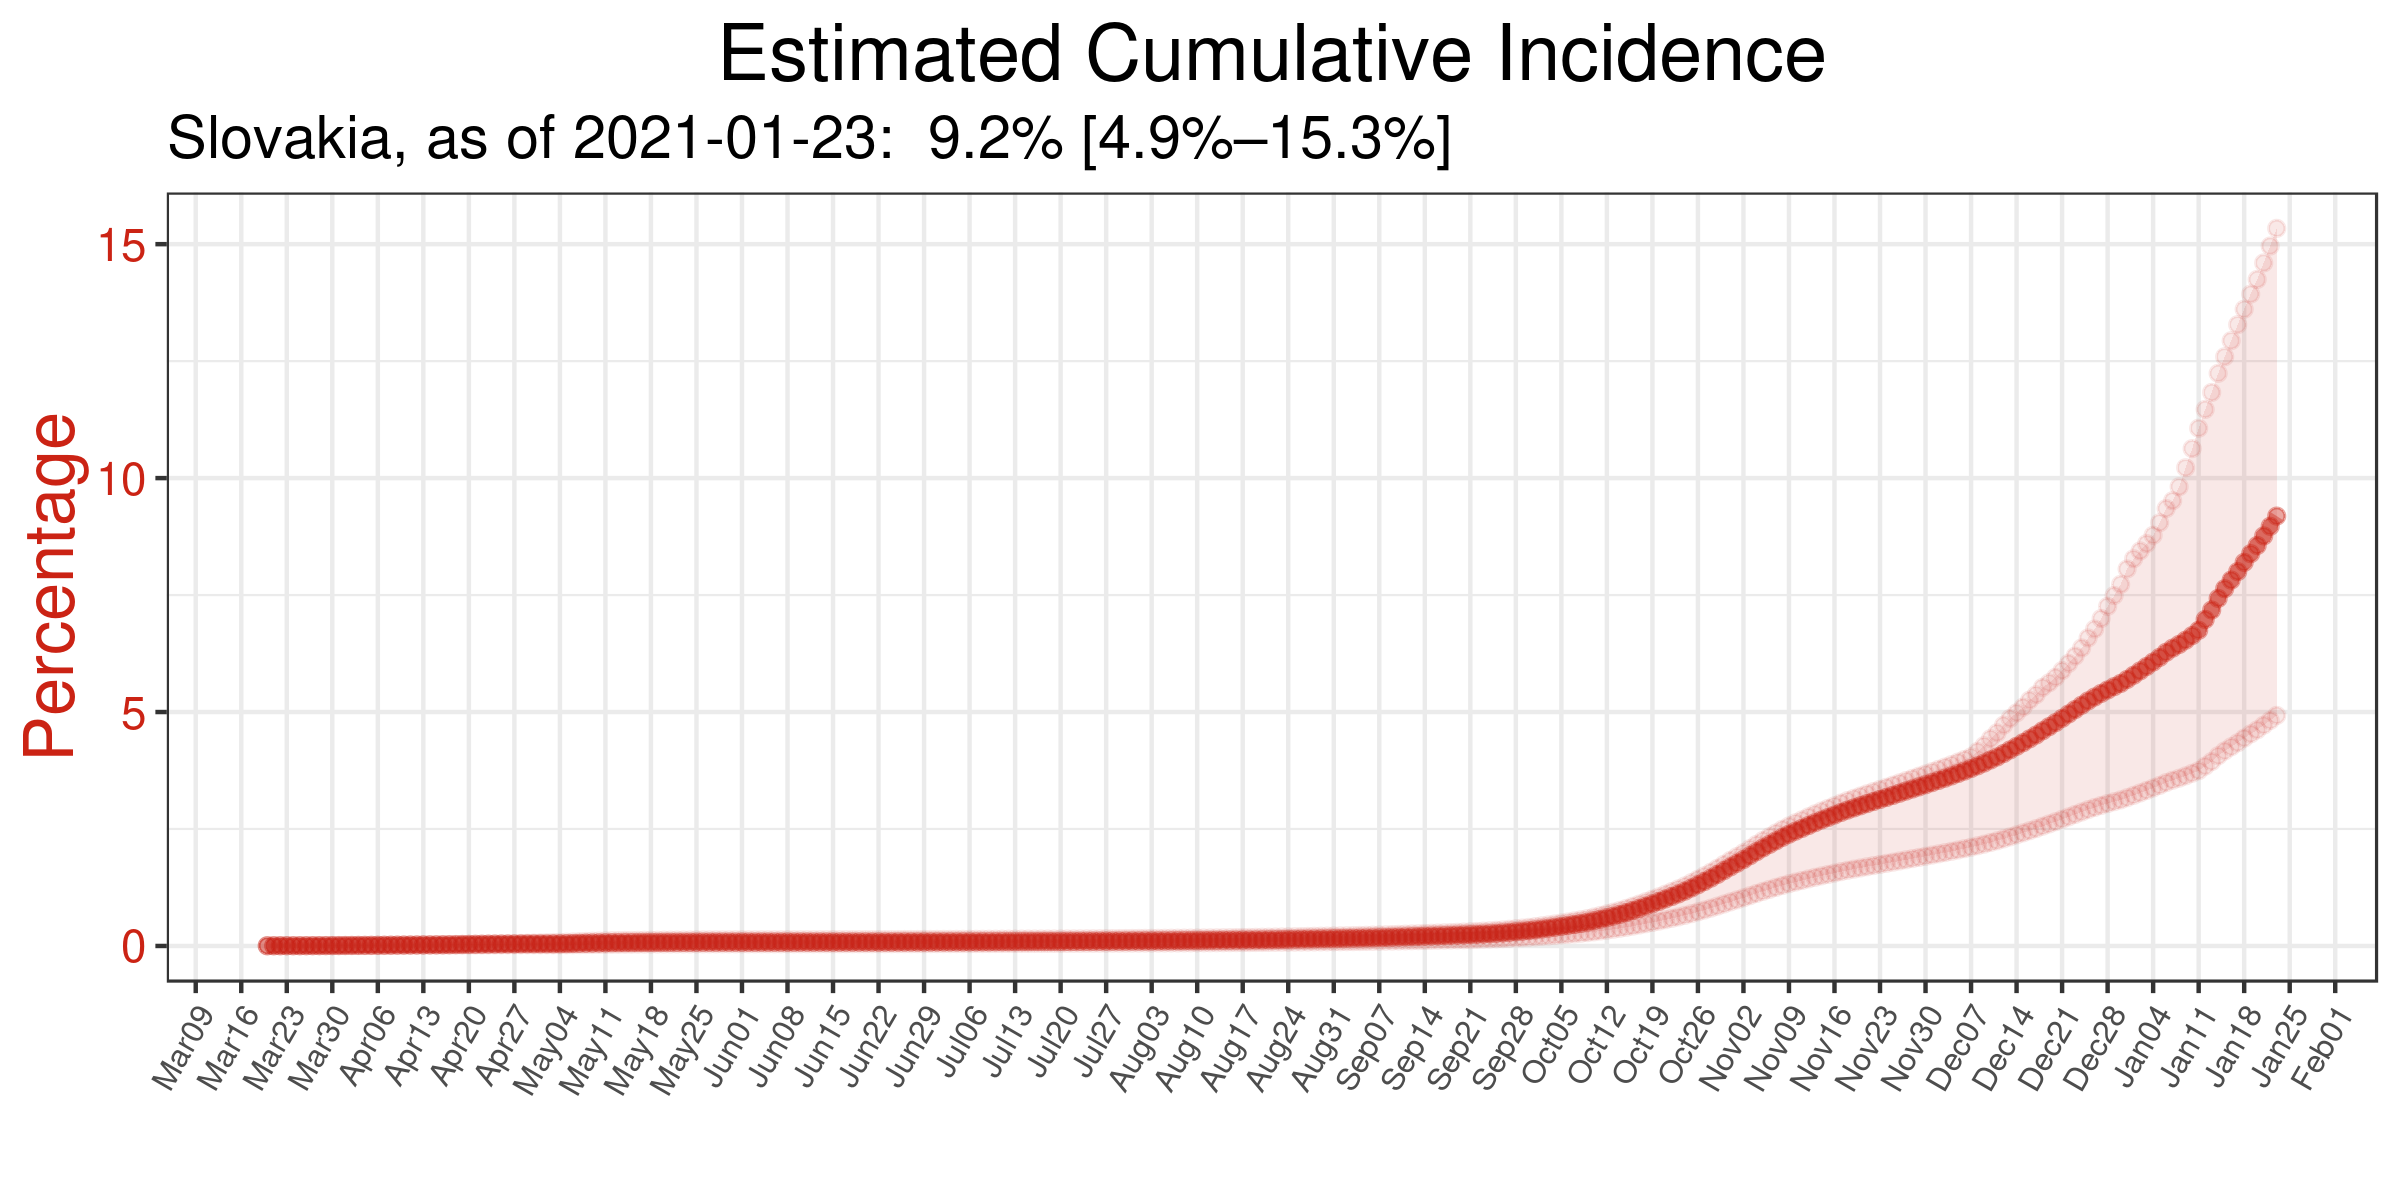 Estimated Cumulative Incidence
Slovakia, as of 2021-01-23:  9.2% [4.9%–15.3%]
Percentage
15
10
5
0
Mar09
Mar16
Mar23
Mar30
Apr06
Apr13
Apr20
Apr27
May04
May11
May18
May25
Jun01
Jun08
Jun15
Jun22
Jun29
Jul06
Jul13
Jul20
Jul27
Aug03
Aug10
Aug17
Aug24
Aug31
Sep07
Sep14
Sep21
Sep28
Oct05
Oct12
Oct19
Oct26
Nov02
Nov09
Nov16
Nov23
Nov30
Dec07
Dec14
Dec21
Dec28
Jan04
Jan11
Jan18
Jan25
Feb01